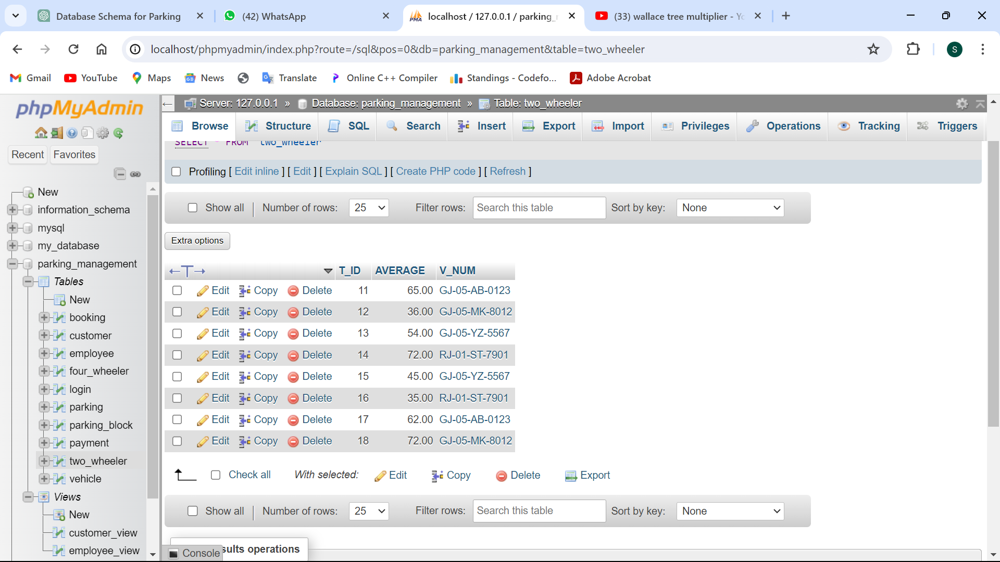 Database Schema for Parking
(42) WhatsApp
localhost / 127.0.0.1 / parking_
(33) wallace tree multiplier -
localhost/phpmyadmin/index.php?route=/sql&pos=0&db=parking_management&table=two_wheeler
S
Gmail
YouTube
Maps
News
Translate
Online C++ Compiler
Standings - Codefo...
Adobe Acrobat
phpMyAdmin
Recent Favorites
New
information_schema
mysql
my_database
parking_management
Tables
New
booking
customer
employee
four_wheeler
login
parking
parking_block
payment
two_wheeler
vehicle
Views
New
customer_view
employee_view
Server: 127.0.0.1 » Database: parking_management » Table: two_wheeler
Browse Structure SQL Search Insert Export Import Privileges Operations Tracking Triggers
SELECT * FROM `two_wheeler`
Profiling [ Edit inline ] [ Edit ] [ Explain SQL ] [ Create PHP code ] [ Refresh ]
Show all | Number of rows: 25 Filter rows: Search this table Sort by key: None
Extra options
←T→ T_ID AVERAGE V_NUM
Edit Copy Delete 11 65.00 GJ-05-AB-0123
Edit Copy Delete 12 36.00 GJ-05-MK-8012
Edit Copy Delete 13 54.00 GJ-05-YZ-5567
Edit Copy Delete 14 72.00 RJ-01-ST-7901
Edit Copy Delete 15 45.00 GJ-05-YZ-5567
Edit Copy Delete 16 35.00 RJ-01-ST-7901
Edit Copy Delete 17 62.00 GJ-05-AB-0123
Edit Copy Delete 18 72.00 GJ-05-MK-8012
Check all With selected: Edit Copy Delete Export
Show all | Number of rows: 25 Filter rows: Search this table Sort by key: None
operations
Console